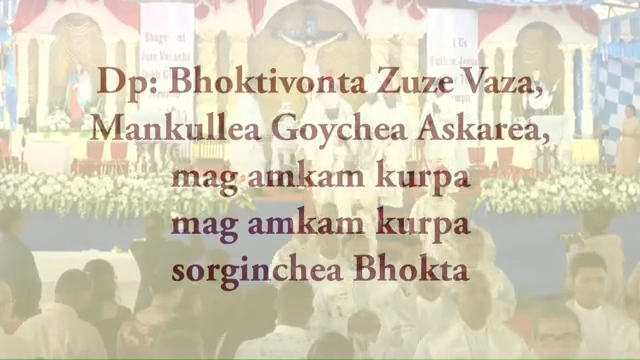 Dp: Bhoktivonta Zuze Vaza,
Mankullea Goychea Askarea,
mag amkam kurpa
mag amkam kurpa
sorginchea Bhokta